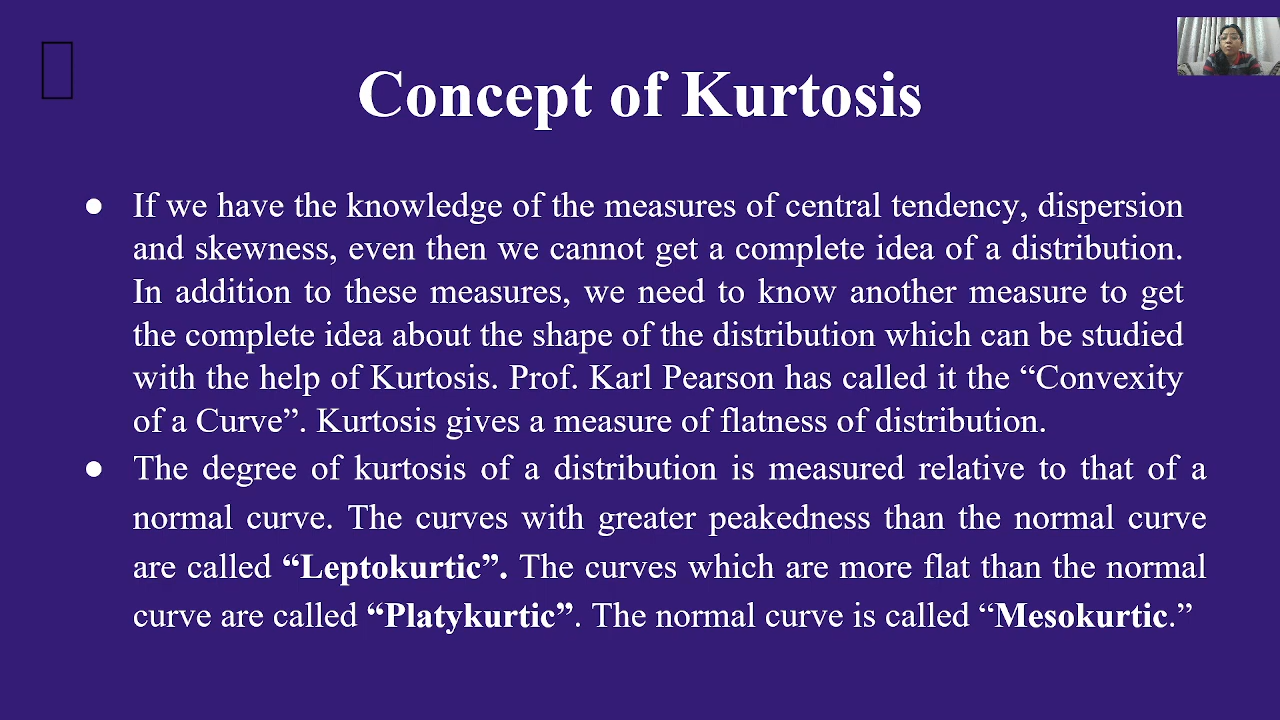 Concept of Kurtosis
● If we have the knowledge of the measures of central tendency, dispersion
and skewness, even then we cannot get a complete idea of a distribution.
In addition to these measures, we need to know another measure to get
the complete idea about the shape of the distribution which can be studied
with the help of Kurtosis. Prof. Karl Pearson has called it the “Convexity
of a Curve”. Kurtosis gives a measure of flatness of distribution.
● The degree of kurtosis of a distribution is measured relative to that of a
normal curve. The curves with greater peakedness than the normal curve
are called “Leptokurtic”. The curves which are more flat than the normal
curve are called “Platykurtic”. The normal curve is called “Mesokurtic.”